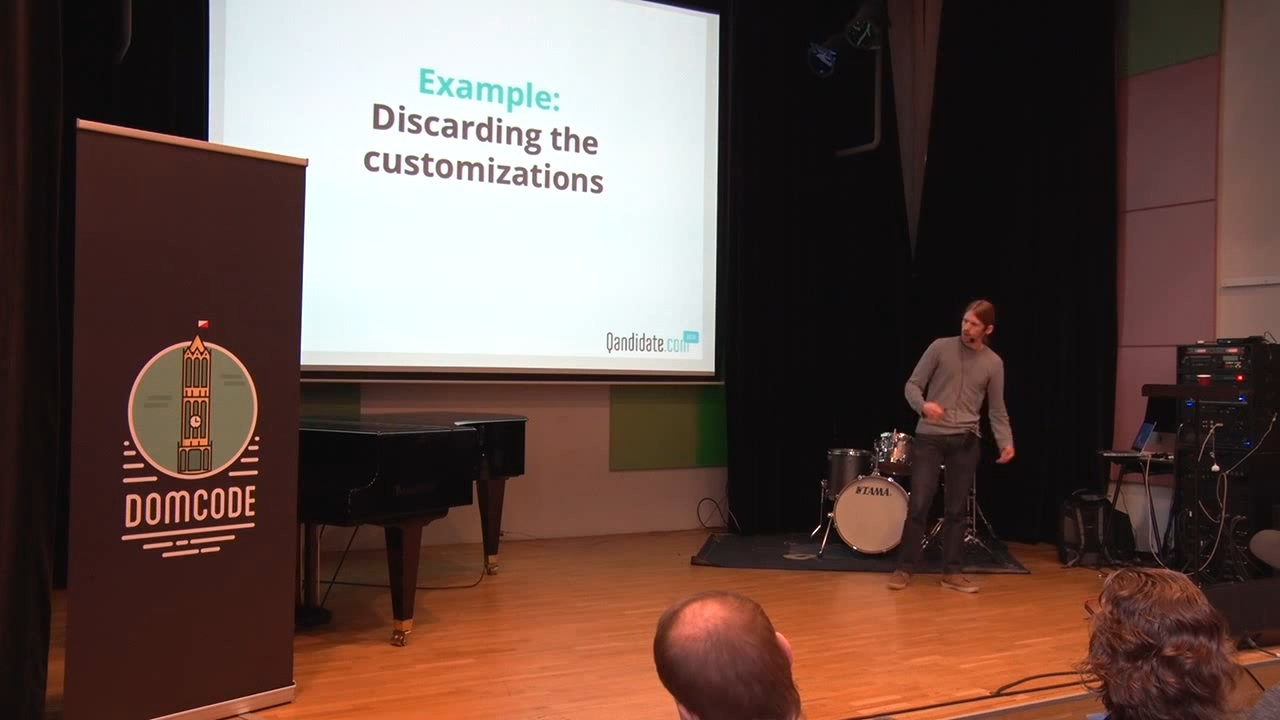 Example:
Discarding the
customizations
Qandidate.com
DOMCODE
TAMA